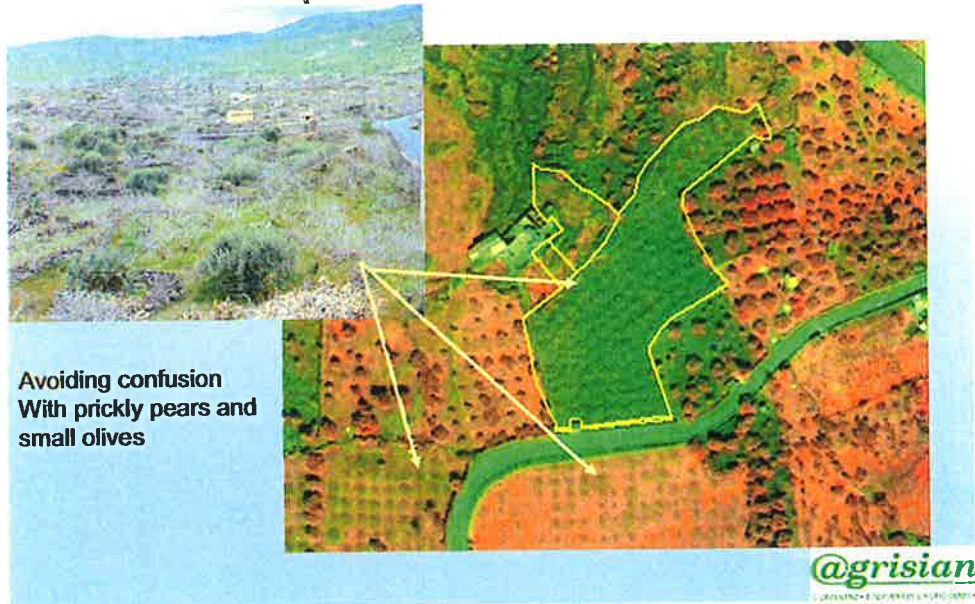 Avoiding confusion
With prickly pears and
small olives
@grisian